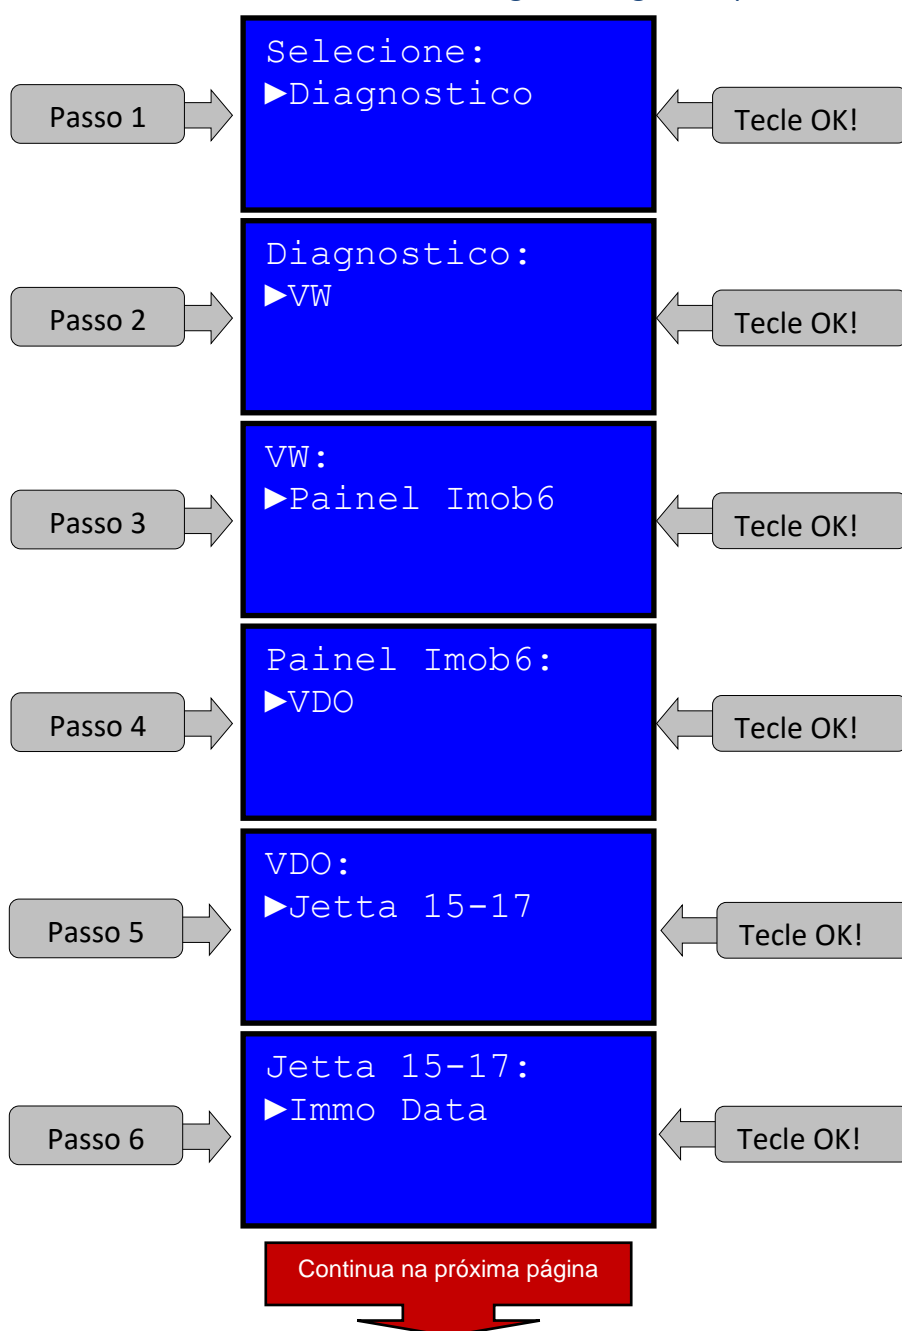 Selecione:
►Diagnostico
Passo 1
Tecle OK!
Diagnostico:
►VW
Passo 2
Tecle OK!
VW:
►Painel Imob6
Passo 3
Tecle OK!
Painel Imob6:
►VDO
Passo 4
Tecle OK!
VDO:
►Jetta 15-17
Passo 5
Tecle OK!
Jetta 15-17:
►Immo Data
Passo 6
Tecle OK!
Continua na próxima página